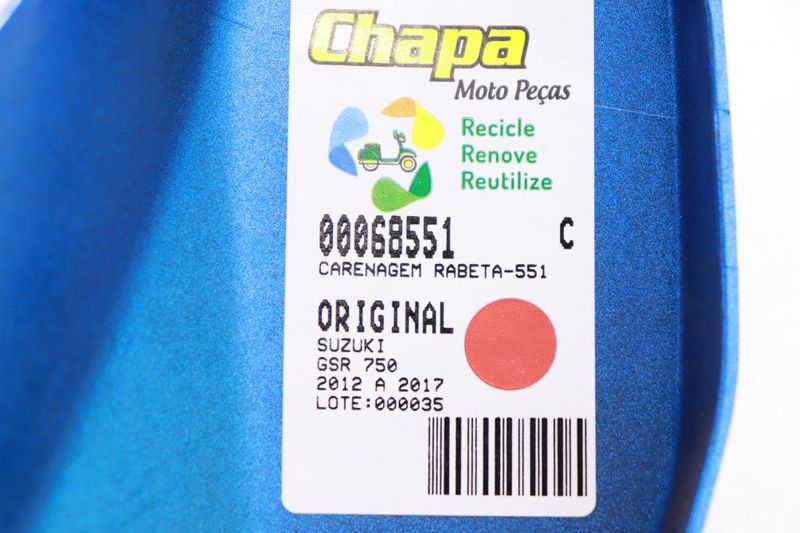 Chapa
Moto Peças
Recicle
Renove
Reutilize
00068551 C
CARENAGEM RABETA-551
ORIGINAL
SUZUKI
GSR 750
2012 A 2017
LOTE:000035